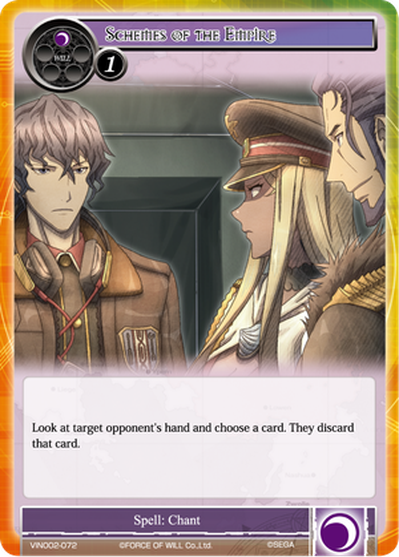 Schemes of the Empire
WILL
1
Look at target opponent's hand and choose a card. They discard
that card.
Spell: Chant
VIN002-072
©FORCE OF WILL Co.,Ltd.
©SEGA